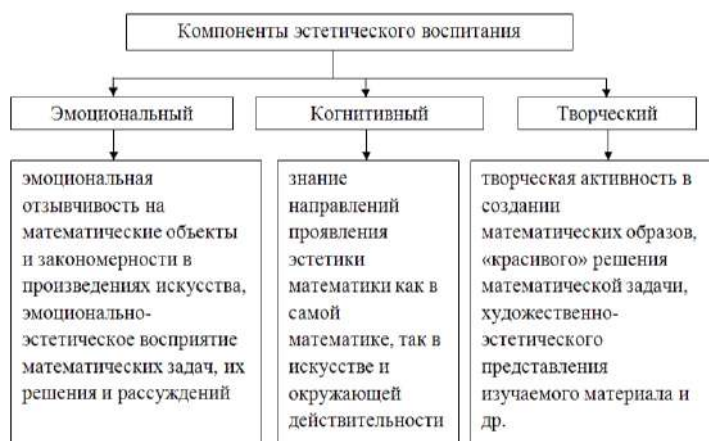 Компоненты эстетического воспитания
Эмоциональный
Когнитивный
Творческий
эмоциональная
отзывчивость на
математические объекты
и закономерности в
произведениях искусства,
эмоционально-
эстетическое восприятие
математических задач, их
решения и рассуждений
знание
направлений
проявления
эстетики
математики как в
самой
математике, так в
искусстве и
окружающей
действительности
творческая активность в
создании
математических образов,
«красивого» решения
математической задачи,
художественно-
эстетического
представления
изучаемого материала и
др.